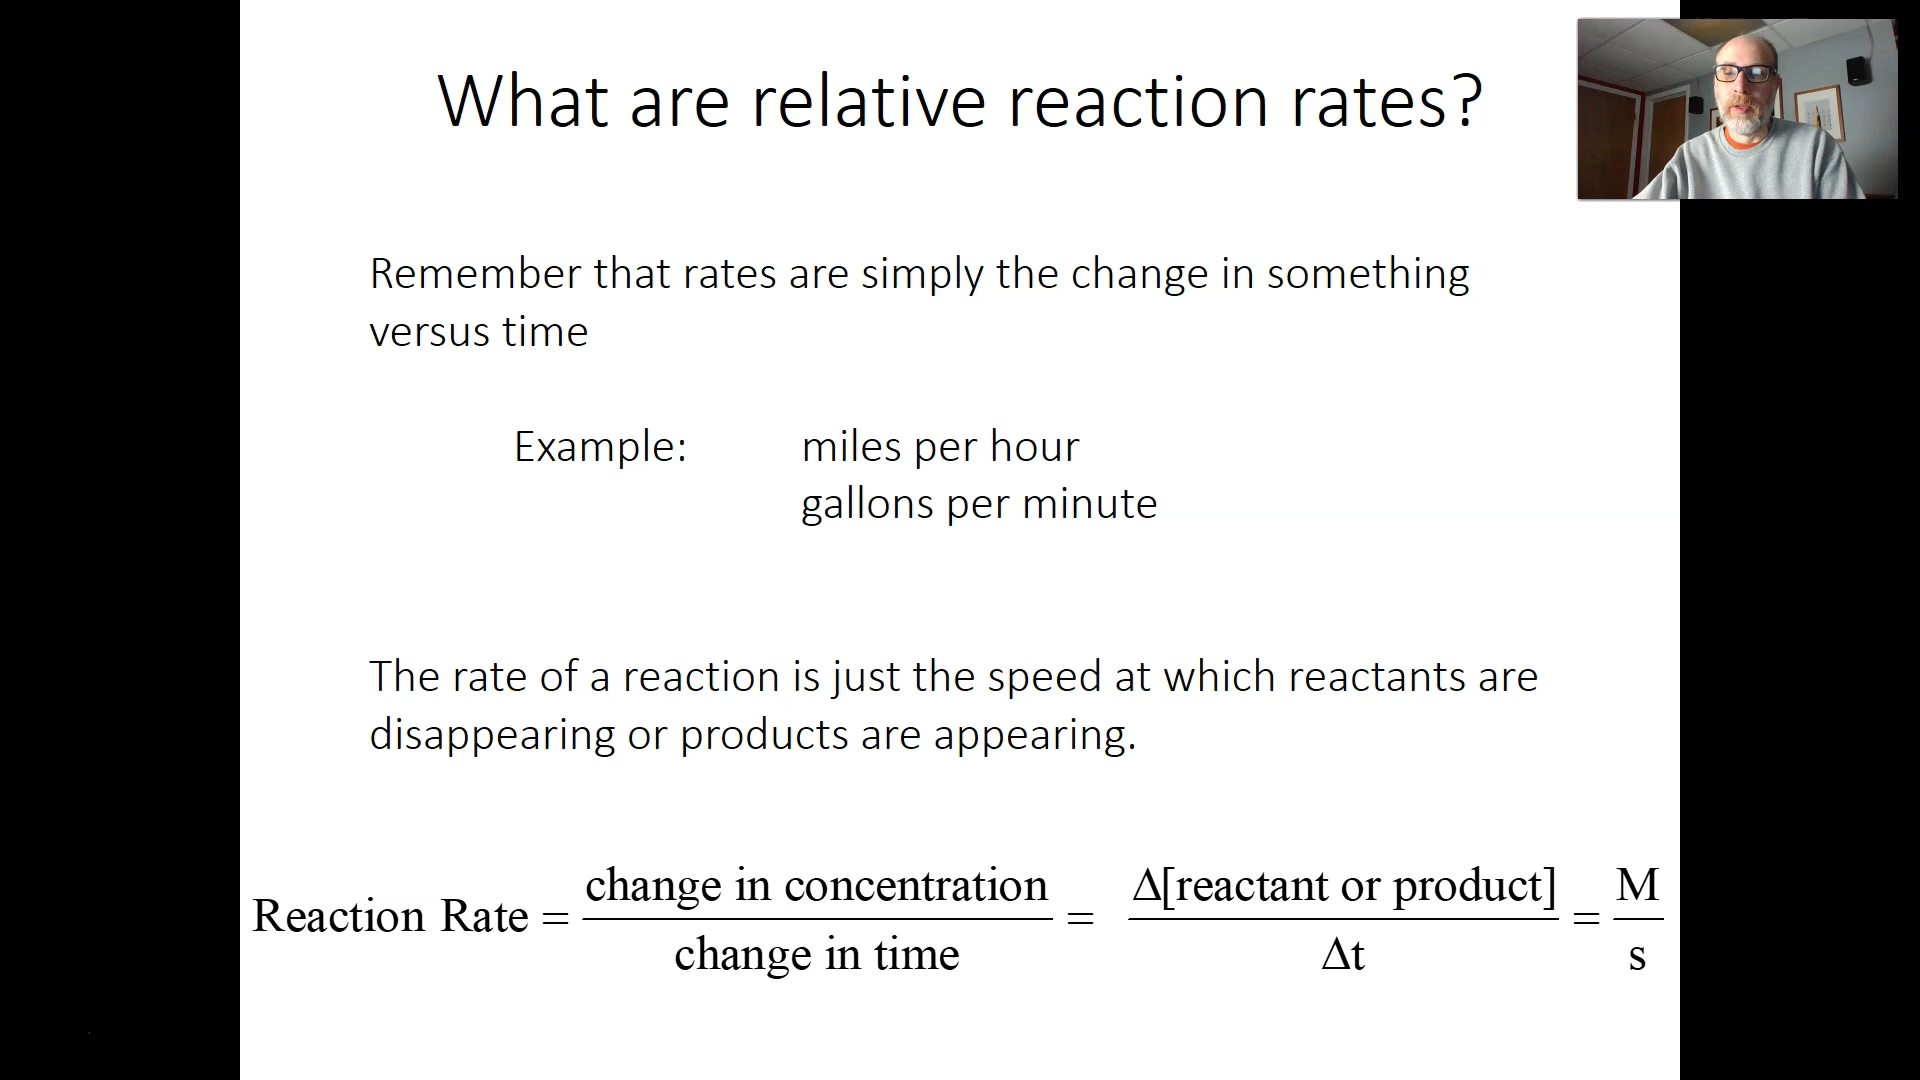 What are relative reaction rates?
Remember that rates are simply the change in something
versus time
Example: miles per hour
gallons per minute
The rate of a reaction is just the speed at which reactants are
disappearing or products are appearing.
Reaction Rate = change in concentration / change in time = Δ[reactant or product] / Δt = M / s